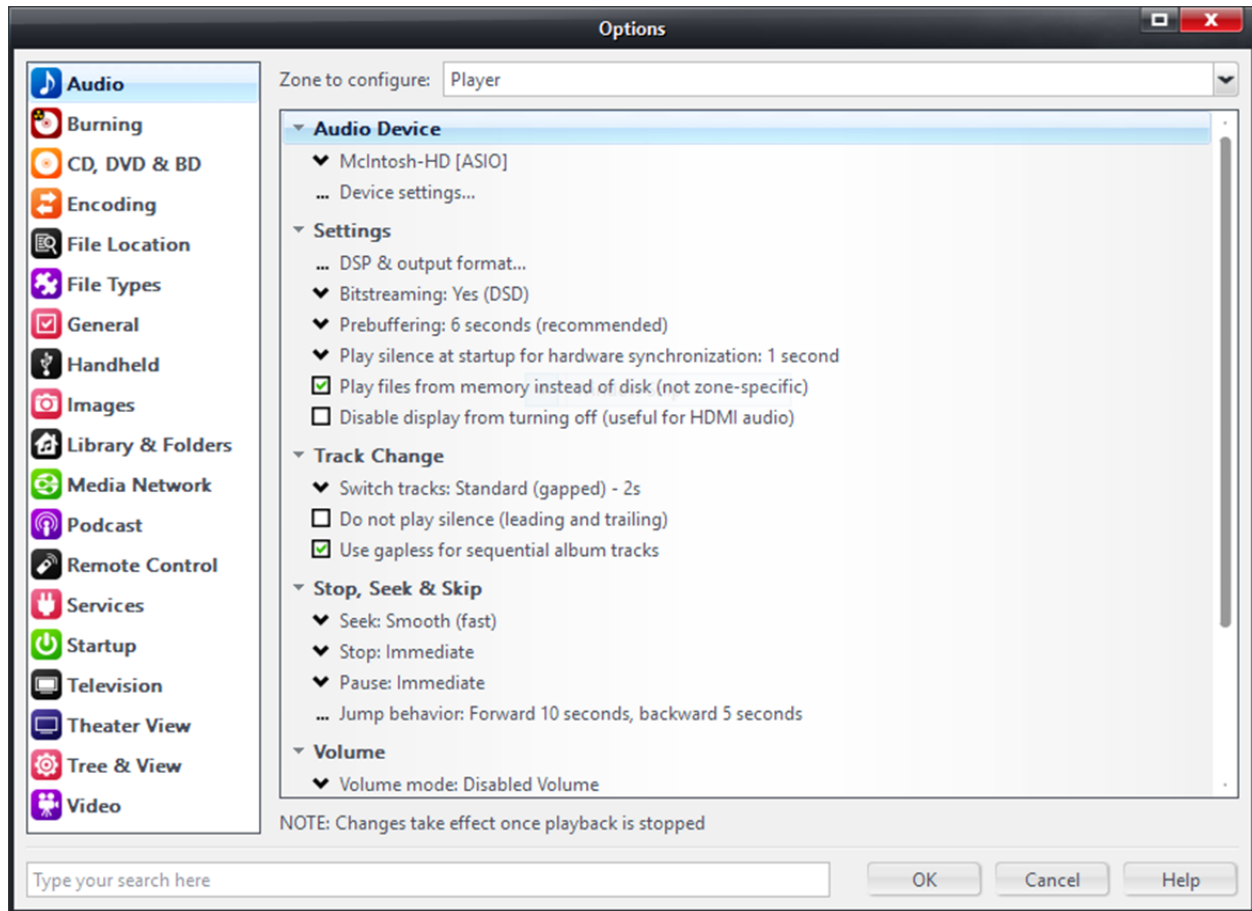 Options
Audio
Burning
CD, DVD & BD
Encoding
File Location
File Types
General
Handheld
Images
Library & Folders
Media Network
Podcast
Remote Control
Services
Startup
Television
Theater View
Tree & View
Video
Zone to configure: Player
Audio Device
McIntosh-HD [ASIO]
... Device settings...
Settings
... DSP & output format...
Bitstreaming: Yes (DSD)
Prebuffering: 6 seconds (recommended)
Play silence at startup for hardware synchronization: 1 second
Play files from memory instead of disk (not zone-specific)
Disable display from turning off (useful for HDMI audio)
Track Change
Switch tracks: Standard (gapped) - 2s
Do not play silence (leading and trailing)
Use gapless for sequential album tracks
Stop, Seek & Skip
Seek: Smooth (fast)
Stop: Immediate
Pause: Immediate
... Jump behavior: Forward 10 seconds, backward 5 seconds
Volume
Volume mode: Disabled Volume
NOTE: Changes take effect once playback is stopped
Type your search here
OK
Cancel
Help